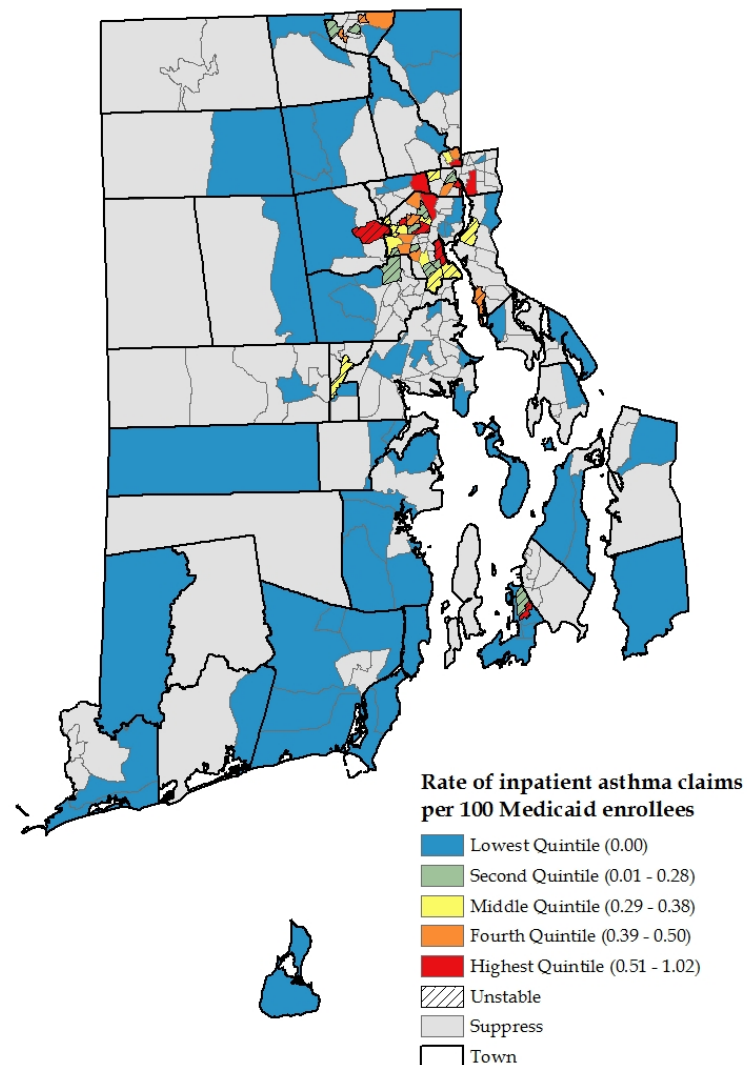 Rate of inpatient asthma claims
per 100 Medicaid enrollees
Lowest Quintile (0.00)
Second Quintile (0.01 - 0.28)
Middle Quintile (0.29 - 0.38)
Fourth Quintile (0.39 - 0.50)
Highest Quintile (0.51 - 1.02)
Unstable
Suppress
Town